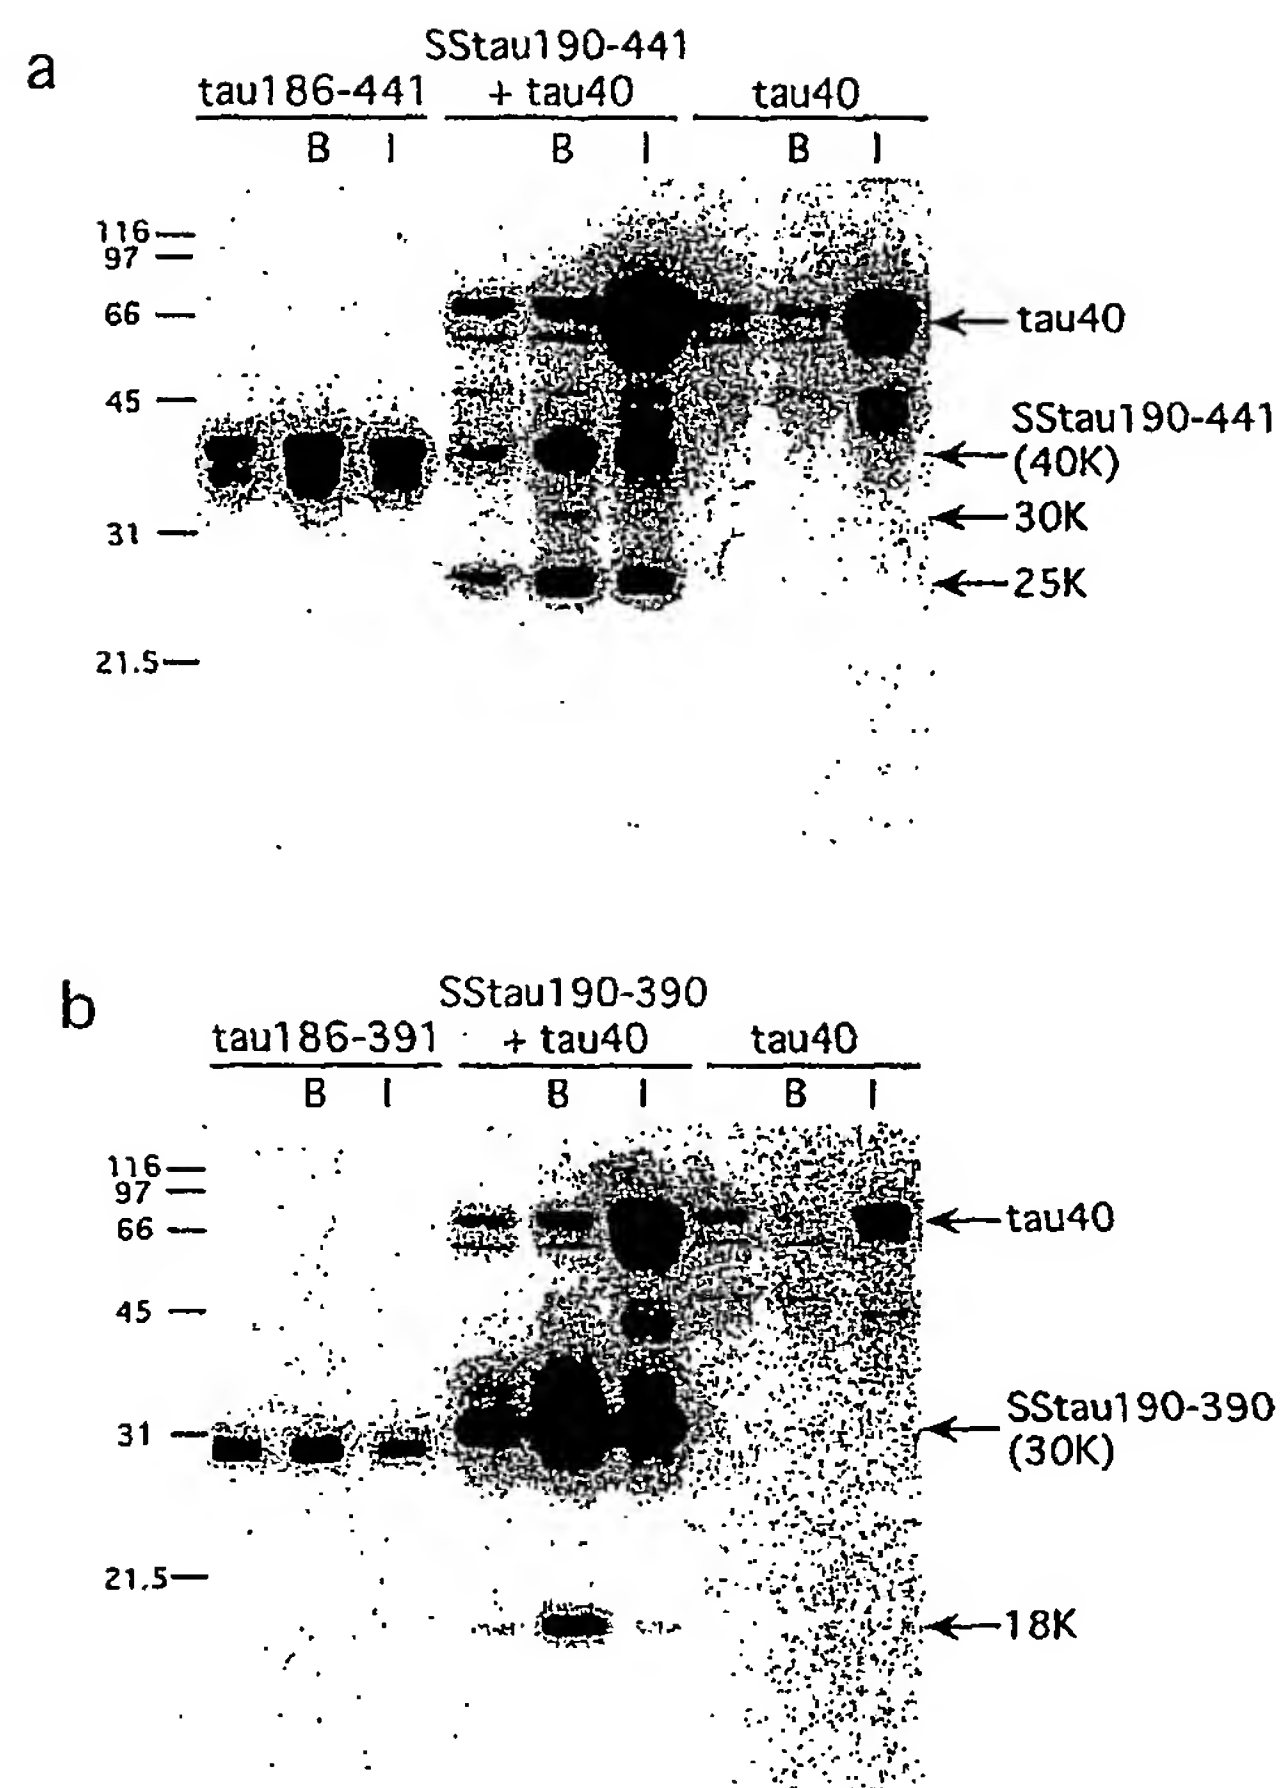 a
SStau190-441
tau186-441 + tau40 tau40
B I B I B I
116
97
66
tau40
45
SStau190-441
(40K)
31
30K
25K
21.5
b
SStau190-390
tau186-391 + tau40 tau40
B I B I B I
116
97
66
tau40
45
31
SStau190-390
(30K)
21.5
18K